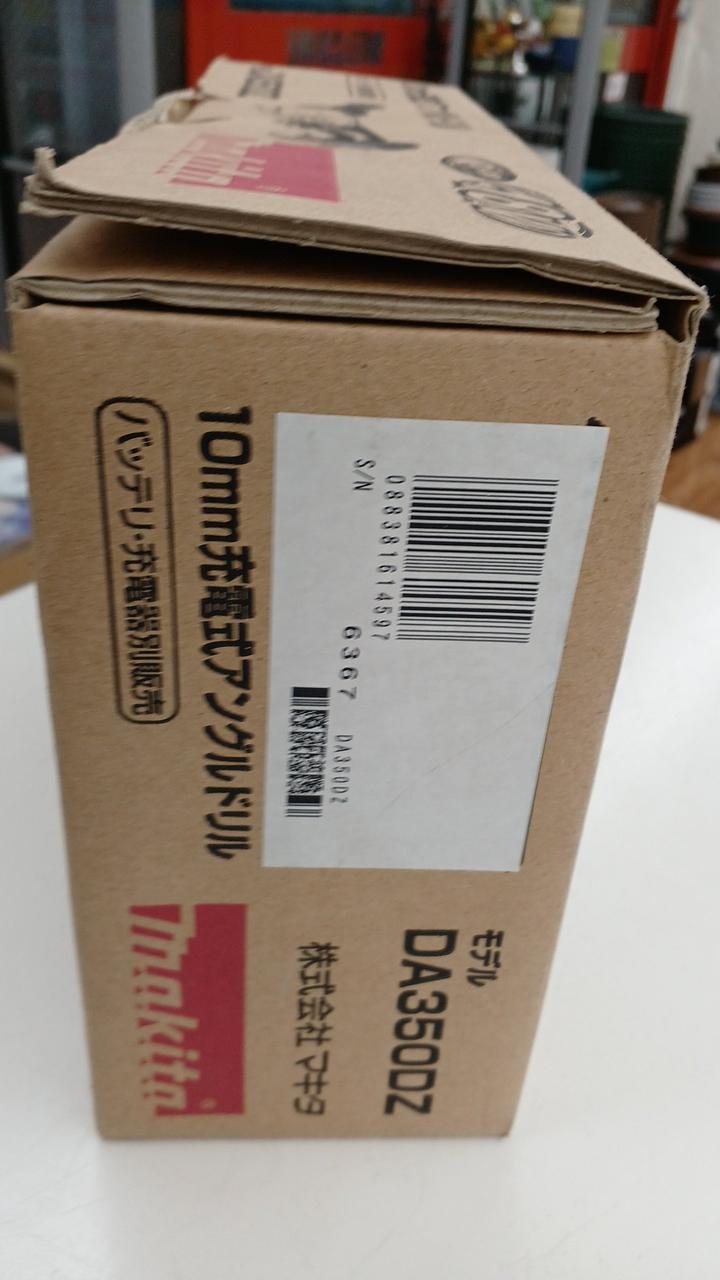 モデル
DA350DZ
株式会社 マキタ
makita
0883816614597
S/N
6367
DA350DZ
10mm充電式アングルドリル
バッテリ・充電器別販売